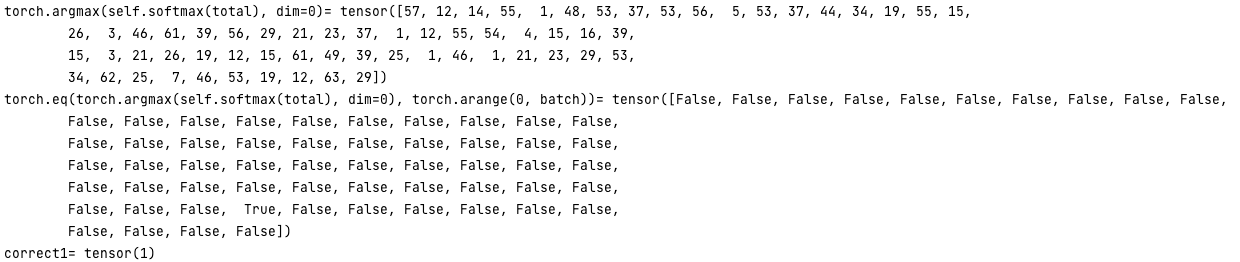 torch.argmax(self.softmax(total), dim=0)= tensor([57, 12, 14, 55,  1, 48, 53, 37, 53, 56,  5, 53, 37, 44, 34, 19, 55, 15,
        26,  3, 46, 61, 39, 56, 29, 21, 23, 37,  1, 12, 55, 54,  4, 15, 16, 39,
        15,  3, 21, 26, 19, 12, 15, 61, 49, 39, 25,  1, 46,  1, 21, 23, 29, 53,
        34, 62, 25,  7, 46, 53, 19, 12, 63, 29])
torch.eq(torch.argmax(self.softmax(total), dim=0), torch.arange(0, batch))= tensor([False, False, False, False, False, False, False, False, False, False,
        False, False, False, False, False, False, False, False, False, False,
        False, False, False, False, False, False, False, False, False, False,
        False, False, False, False, False, False, False, False, False, False,
        False, False, False, False, False, False, False, False, False, False,
        False, False, False,  True, False, False, False, False, False, False,
        False, False, False, False])
correct1= tensor(1)